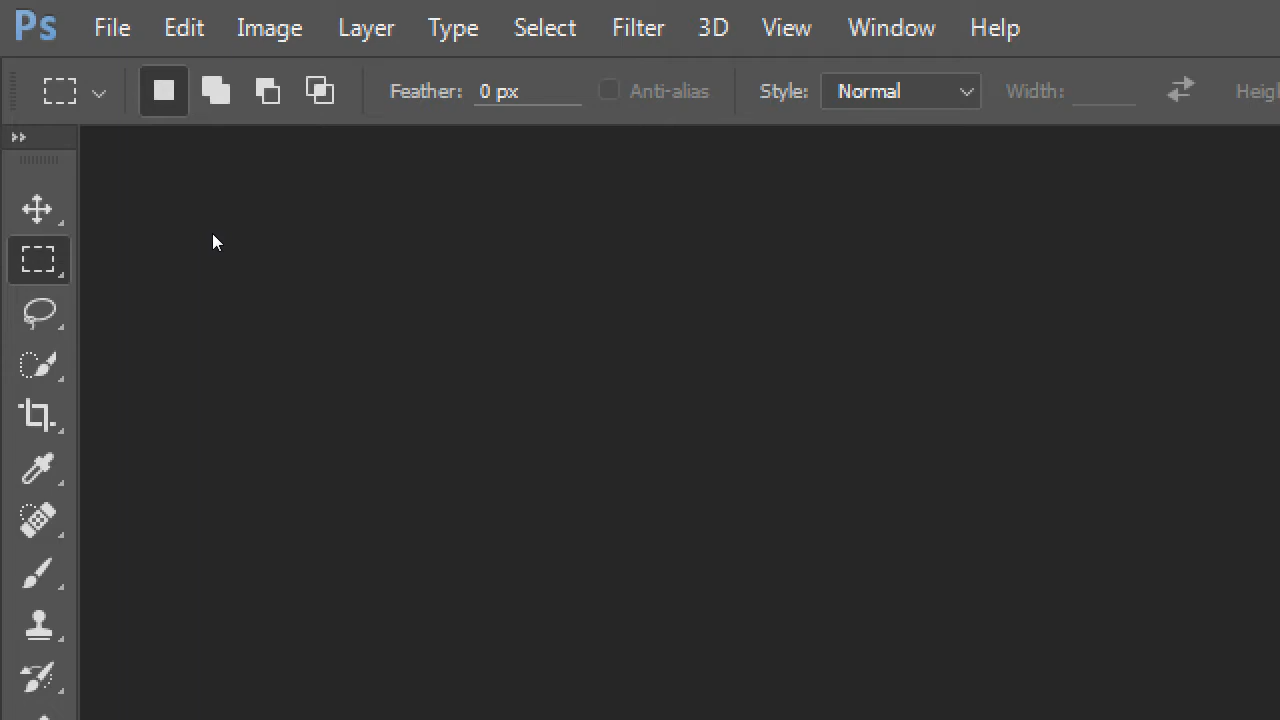 Ps File Edit Image Layer Type Select Filter 3D View Window Help
Feather: 0 px Anti-alias Style: Normal Width: Heig